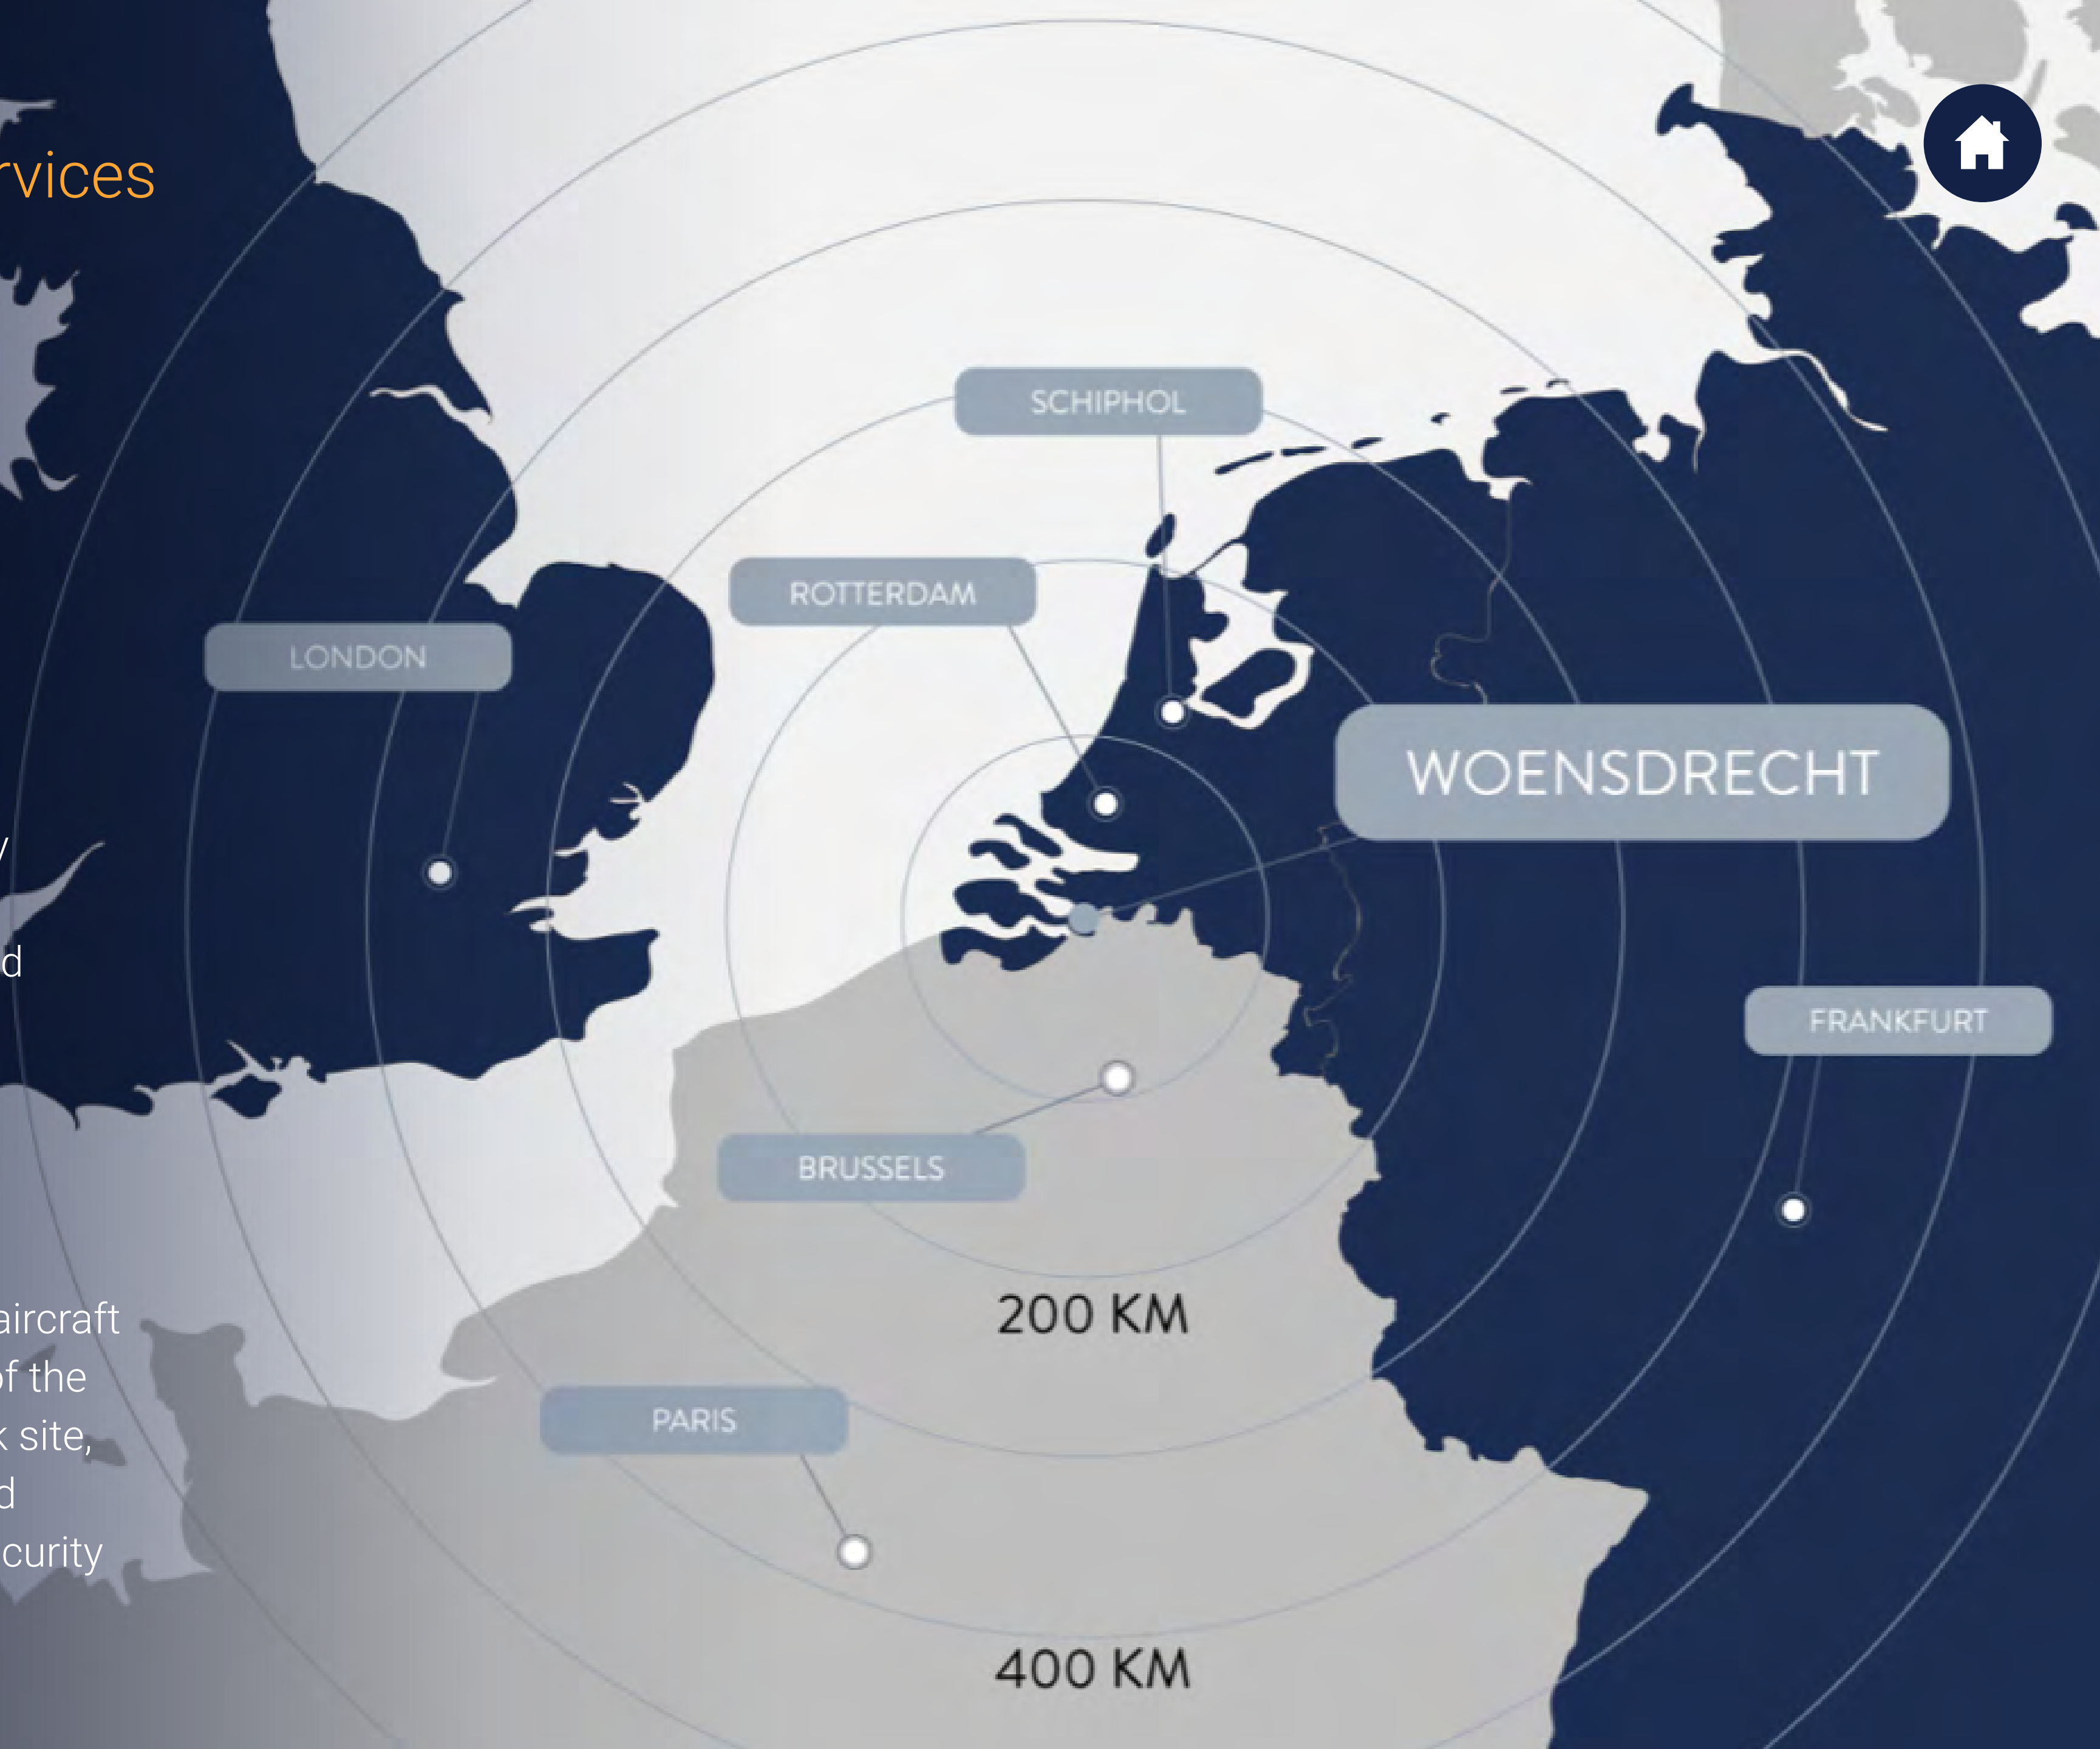 rvices
SCHIPHOL
ROTTERDAM
LONDON
WOENSDRECHT
y
d
FRANKFURT
BRUSSELS
200 KM
aircraft
of the
k site,
d
curity
PARIS
400 KM